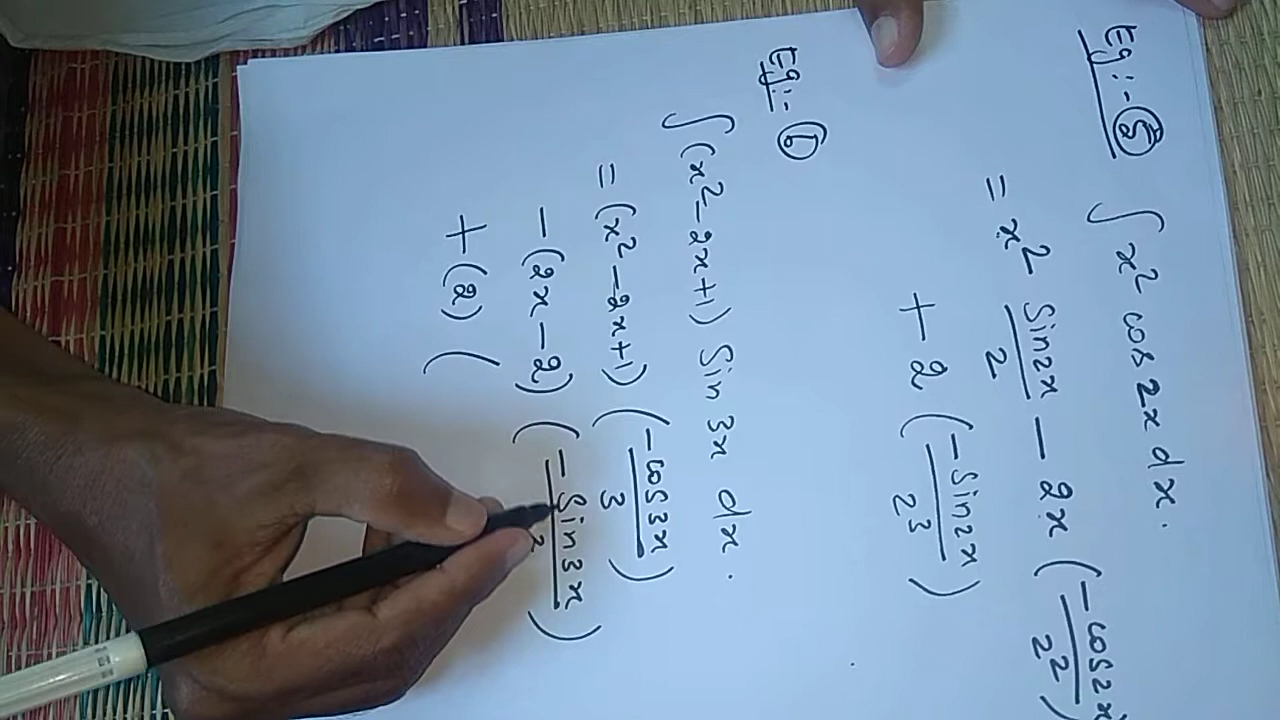 Eg:- ⑤ ∫ x² cos 2x dx.
= x² Sin2x/2 - 2x (-cos2x/2²)
+ 2 (-Sin2x/2³)
Eg:- ⑥
∫ (x² - 2x + 1) Sin 3x dx.
= (x² - 2x + 1) (-cos3x/3)
- (2x - 2) (-Sin3x/
+ (2) (